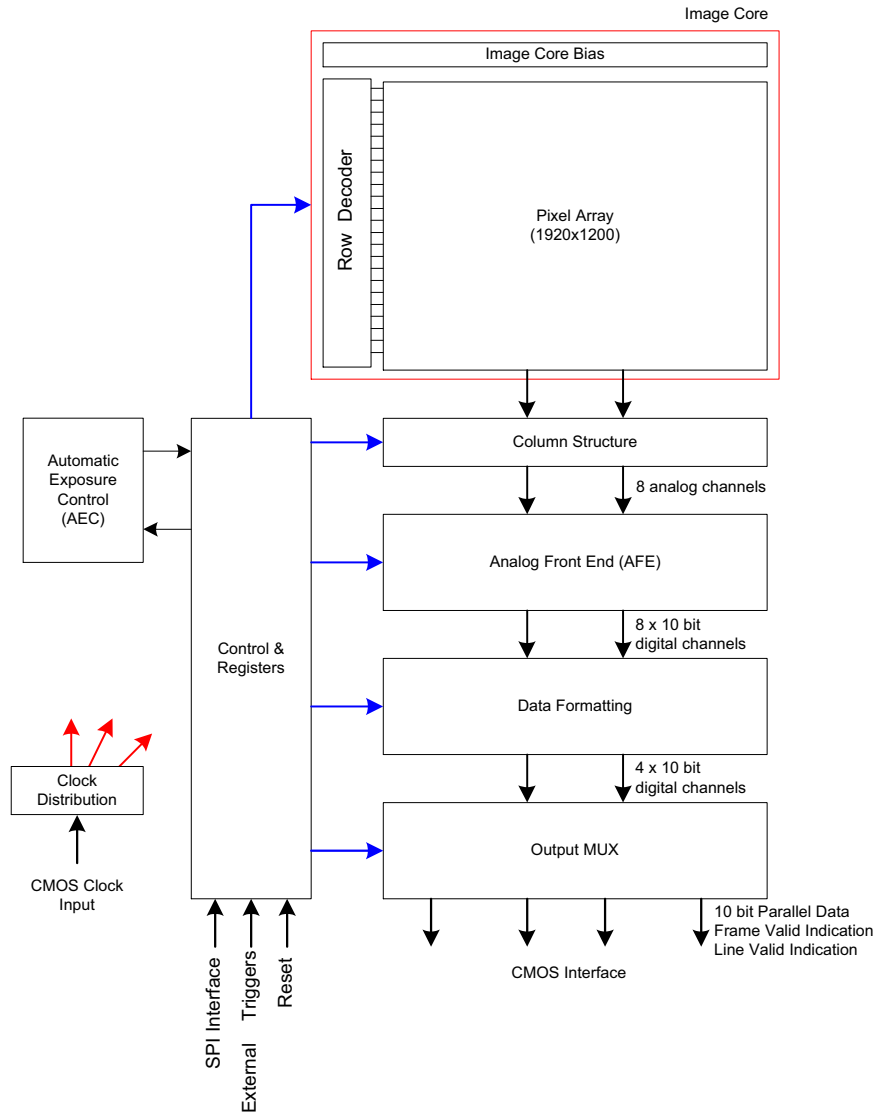 Image Core
Image Core Bias
Row Decoder
Pixel Array
(1920x1200)
Automatic
Exposure
Control
(AEC)
Column Structure
8 analog channels
Analog Front End (AFE)
8 x 10 bit
digital channels
Control &
Registers
Data Formatting
4 x 10 bit
digital channels
Clock
Distribution
Output MUX
CMOS Clock
Input
10 bit Parallel Data
Frame Valid Indication
Line Valid Indication
CMOS Interface
SPI Interface
External Triggers
Reset